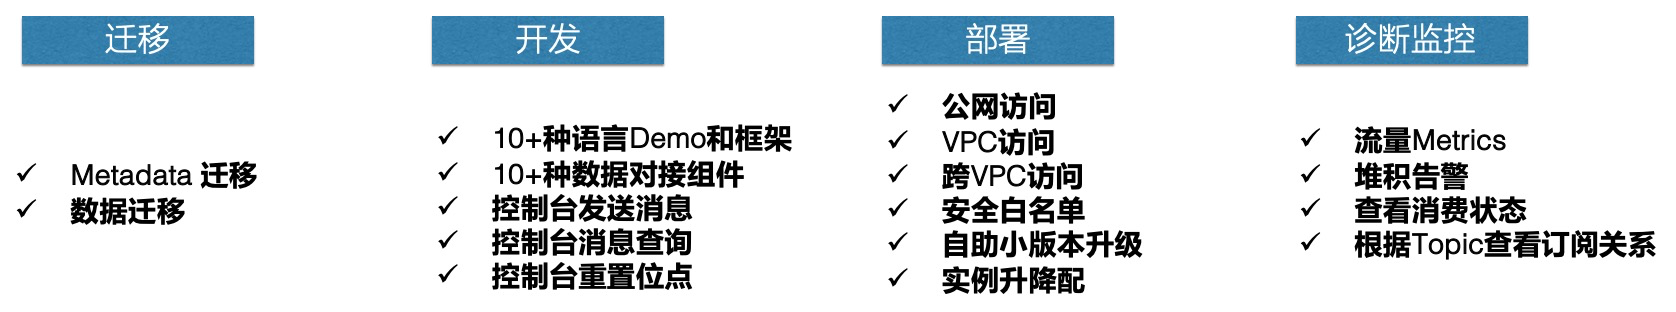 迁移
Metadata 迁移
数据迁移
开发
10+种语言Demo和框架
10+种数据对接组件
控制台发送消息
控制台消息查询
控制台重置位点
部署
公网访问
VPC访问
跨VPC访问
安全白名单
自助小版本升级
实例升降配
诊断监控
流量Metrics
堆积告警
查看消费状态
根据Topic查看订阅关系